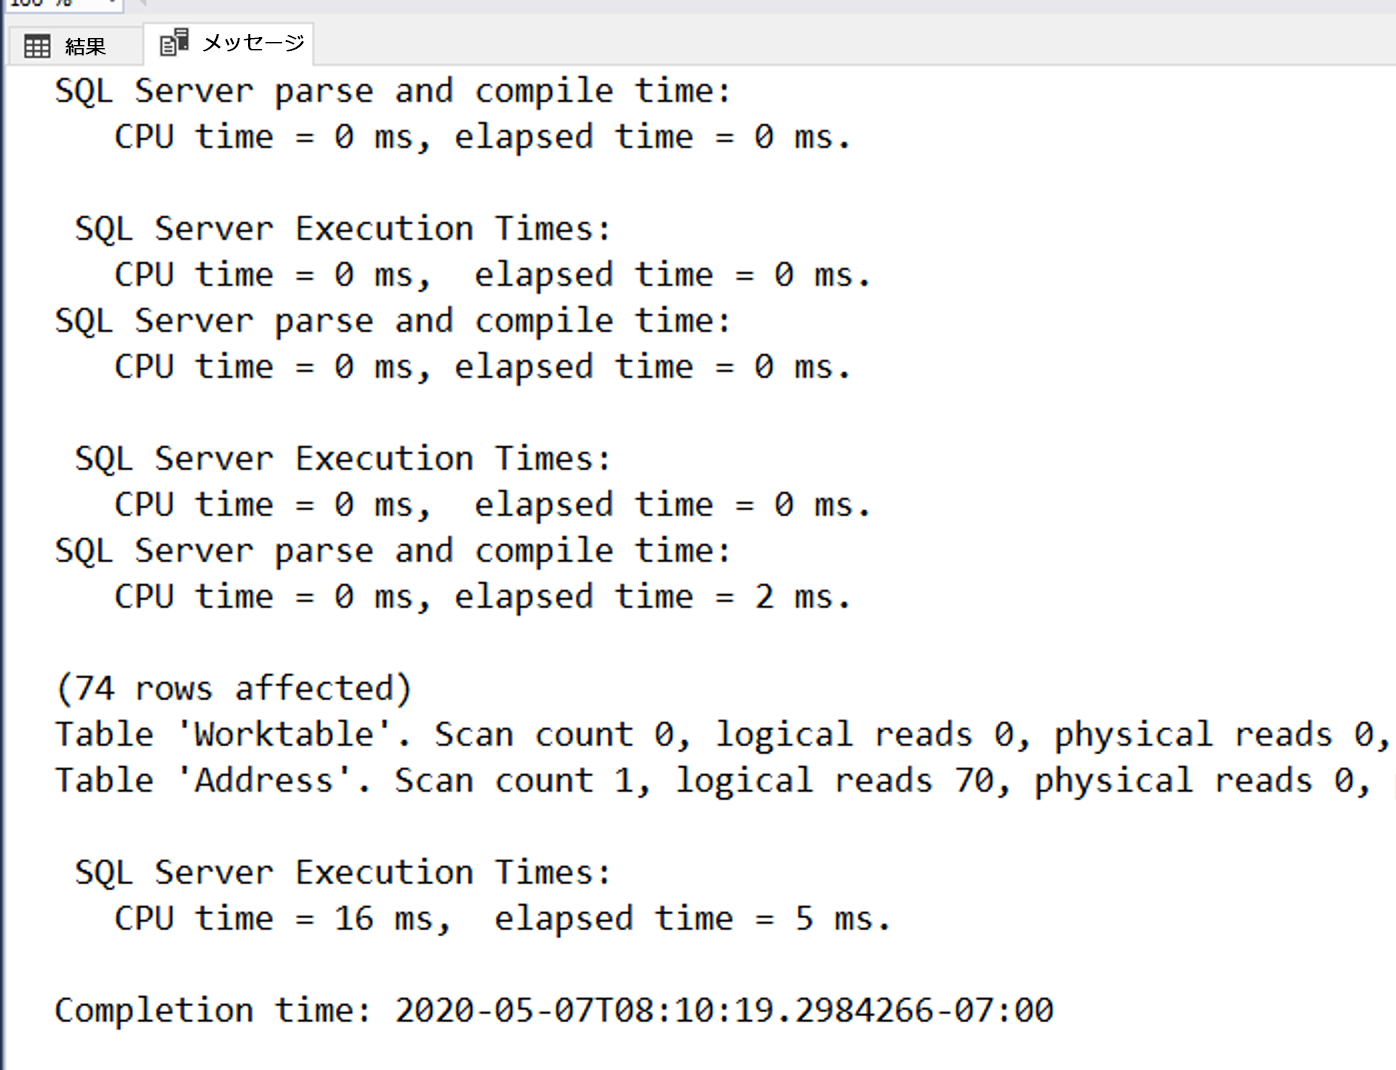 100 %
結果 メッセージ
SQL Server parse and compile time:
CPU time = 0 ms, elapsed time = 0 ms.
SQL Server Execution Times:
CPU time = 0 ms,  elapsed time = 0 ms.
SQL Server parse and compile time:
CPU time = 0 ms, elapsed time = 0 ms.
SQL Server Execution Times:
CPU time = 0 ms,  elapsed time = 0 ms.
SQL Server parse and compile time:
CPU time = 0 ms, elapsed time = 2 ms.
(74 rows affected)
Table 'Worktable'. Scan count 0, logical reads 0, physical reads 0,
Table 'Address'. Scan count 1, logical reads 70, physical reads 0,
SQL Server Execution Times:
CPU time = 16 ms,  elapsed time = 5 ms.
Completion time: 2020-05-07T08:10:19.2984266-07:00